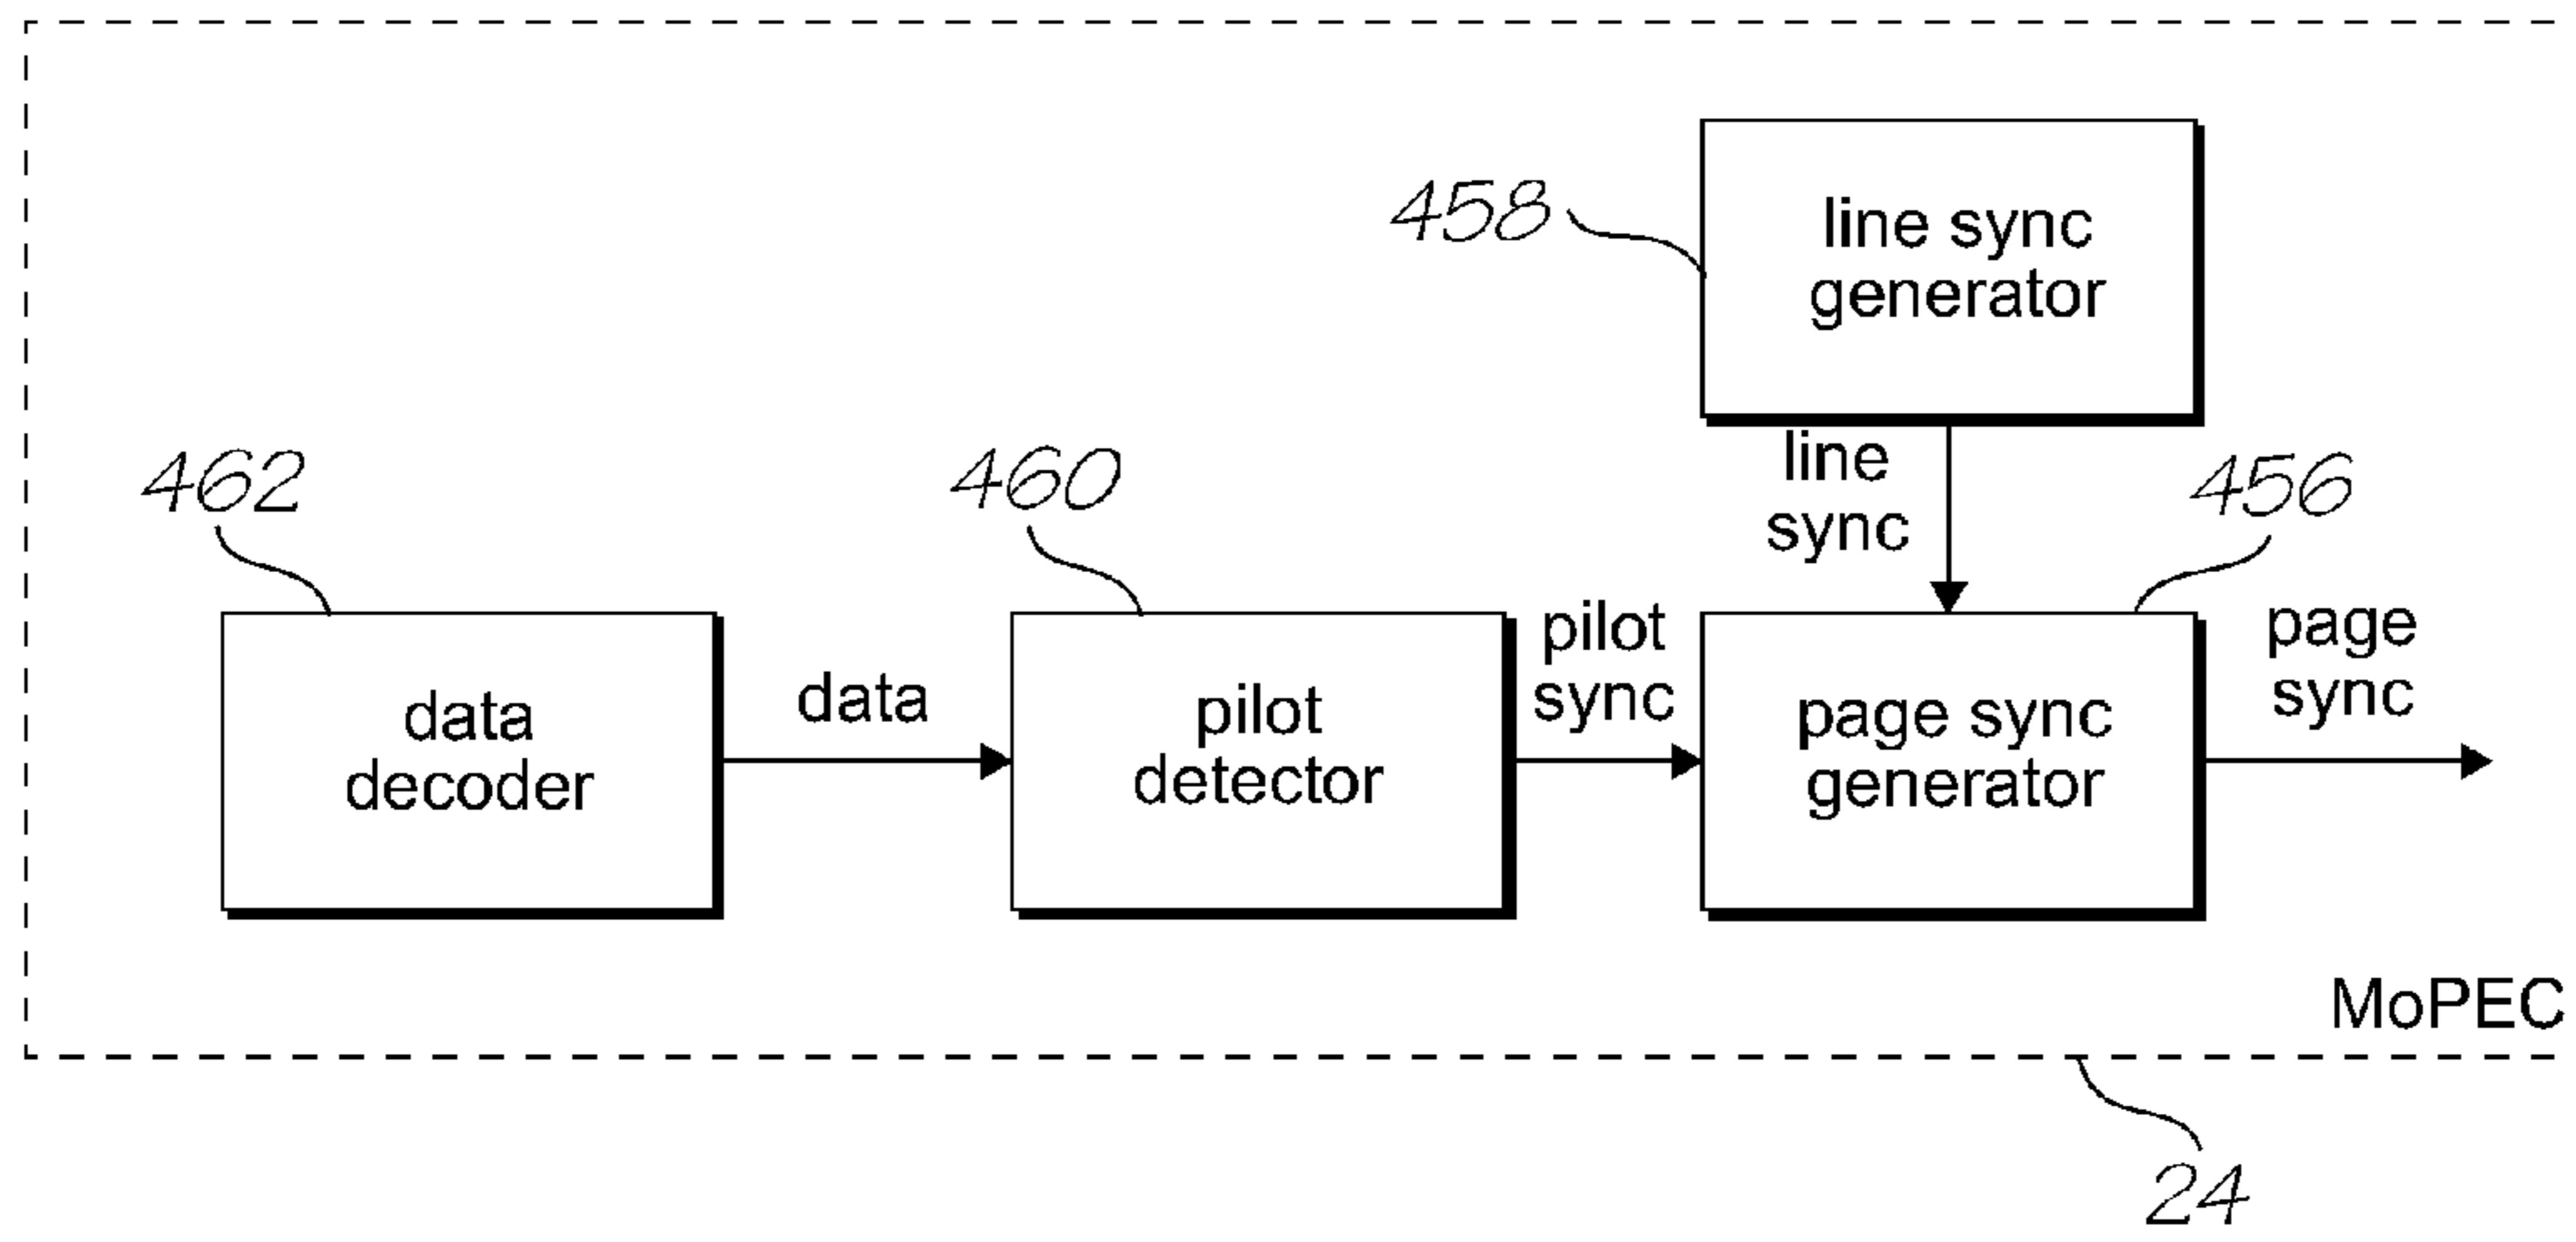 458
line sync
generator
line
sync
462
460
456
data
decoder
data
pilot
detector
pilot
sync
page sync
generator
page
sync
MoPEC
24